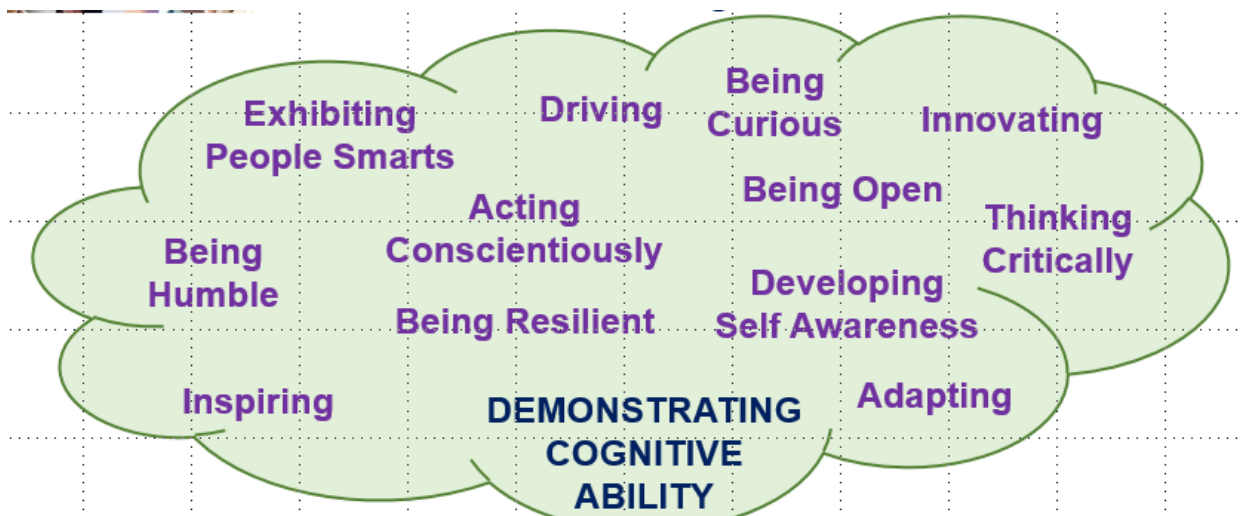 Exhibiting
People Smarts
Driving
Being
Curious
Innovating
Being Open
Acting
Conscientiously
Thinking
Critically
Being
Humble
Developing
Self Awareness
Being Resilient
Inspiring
Adapting
DEMONSTRATING
COGNITIVE
ABILITY